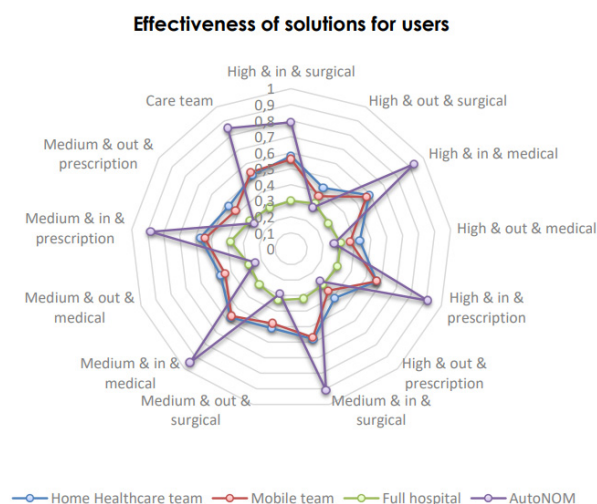 Effectiveness of solutions for users
High & in & surgical
Care team
High & out & surgical
Medium & out &
prescription
High & in & medical
Medium & in &
prescription
High & out & medical
Medium & out &
medical
High & in &
prescription
Medium & in &
medical
High & out &
prescription
Medium & out &
surgical
Medium & in &
surgical
1
0,9
0,8
0,7
0,6
0,5
0,4
0,3
0,2
0,1
0
Home Healthcare team
Mobile team
Full hospital
AutoNOM